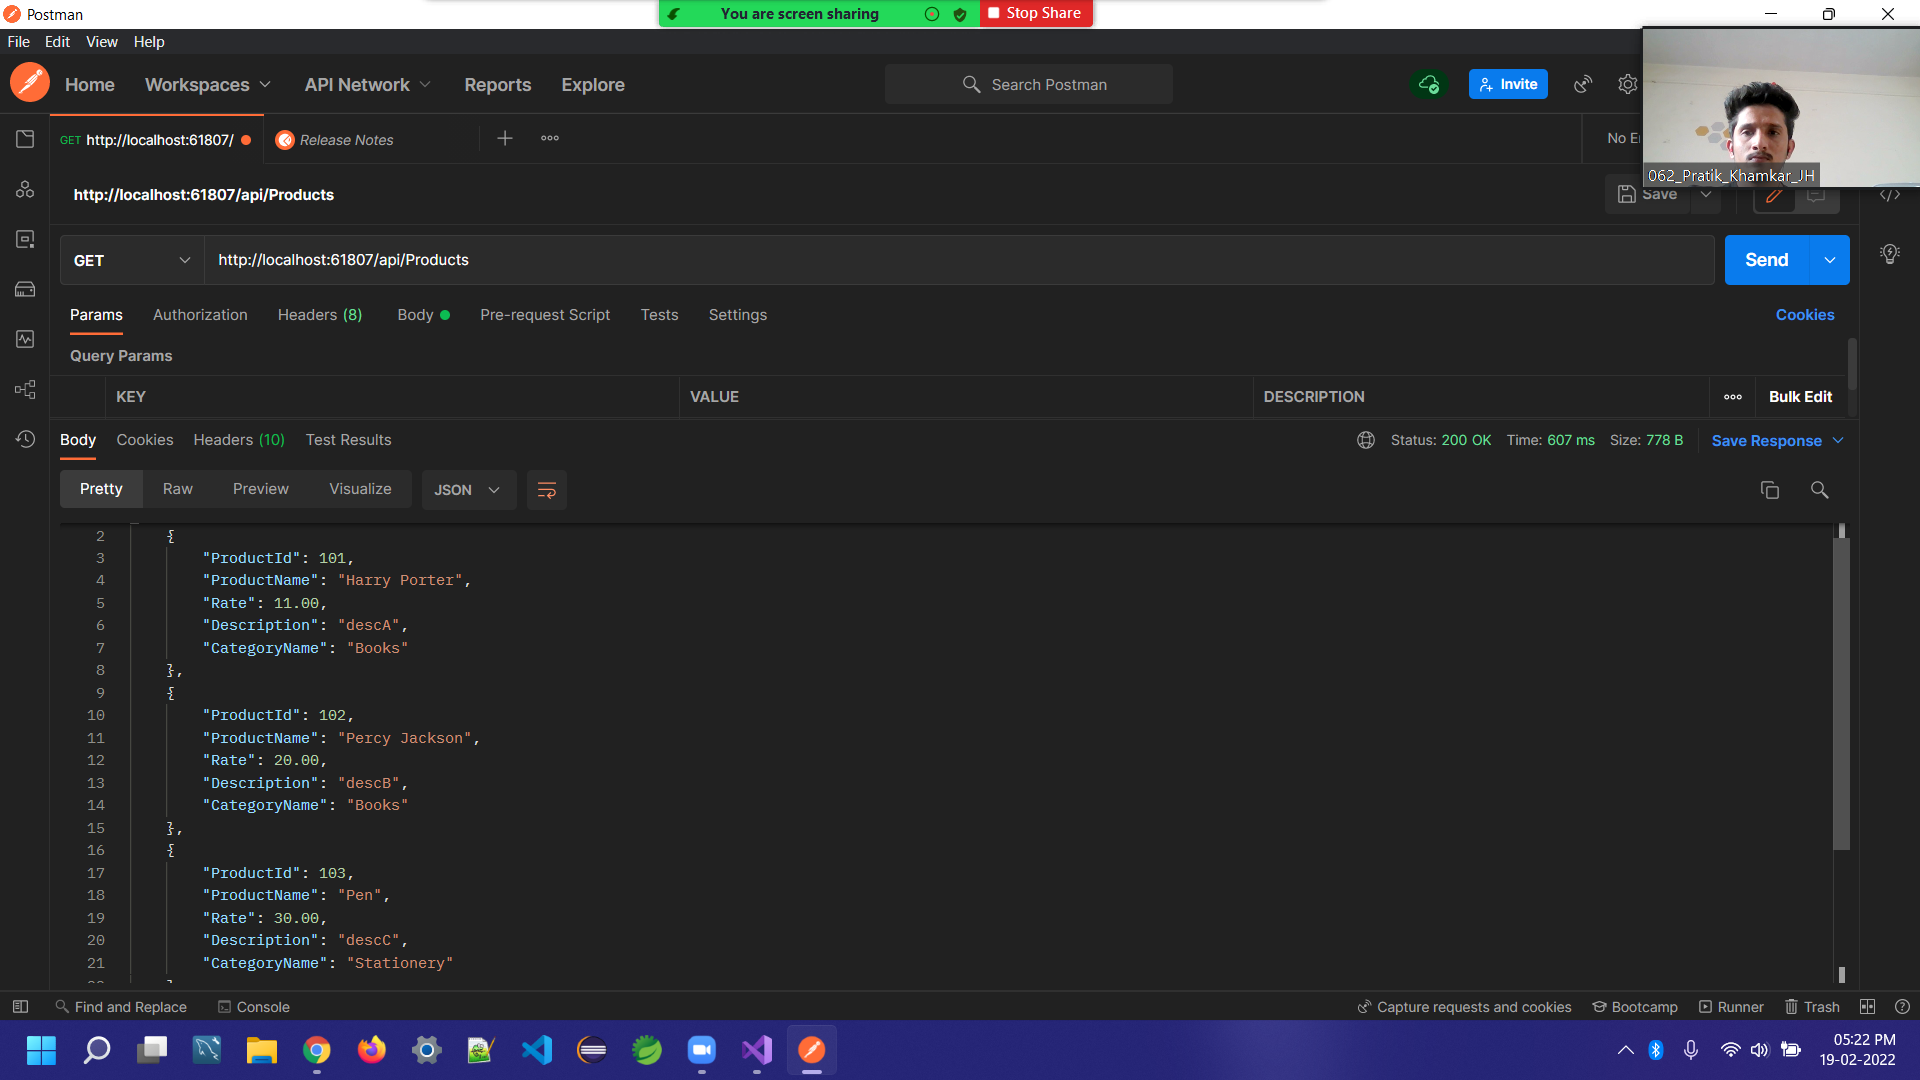 Postman
You are screen sharing
Stop Share
File Edit View Help
Home Workspaces API Network Reports Explore
Search Postman
Invite
GET http://localhost:61807/
Release Notes
No
062_Pratik_Khamkar_JH
http://localhost:61807/api/Products
Save
GET
http://localhost:61807/api/Products
Send
Params Authorization Headers (8) Body Pre-request Script Tests Settings
Cookies
Query Params
KEY VALUE DESCRIPTION Bulk Edit
Body Cookies Headers (10) Test Results
Status: 200 OK Time: 607 ms Size: 778 B Save Response
Pretty Raw Preview Visualize JSON
2 {
3 "ProductId": 101,
4 "ProductName": "Harry Porter",
5 "Rate": 11.00,
6 "Description": "descA",
7 "CategoryName": "Books"
8 },
9 {
10 "ProductId": 102,
11 "ProductName": "Percy Jackson",
12 "Rate": 20.00,
13 "Description": "descB",
14 "CategoryName": "Books"
15 },
16 {
17 "ProductId": 103,
18 "ProductName": "Pen",
19 "Rate": 30.00,
20 "Description": "descC",
21 "CategoryName": "Stationery"
Find and Replace Console
Capture requests and cookies Bootcamp Runner Trash
05:22 PM
19-02-2022